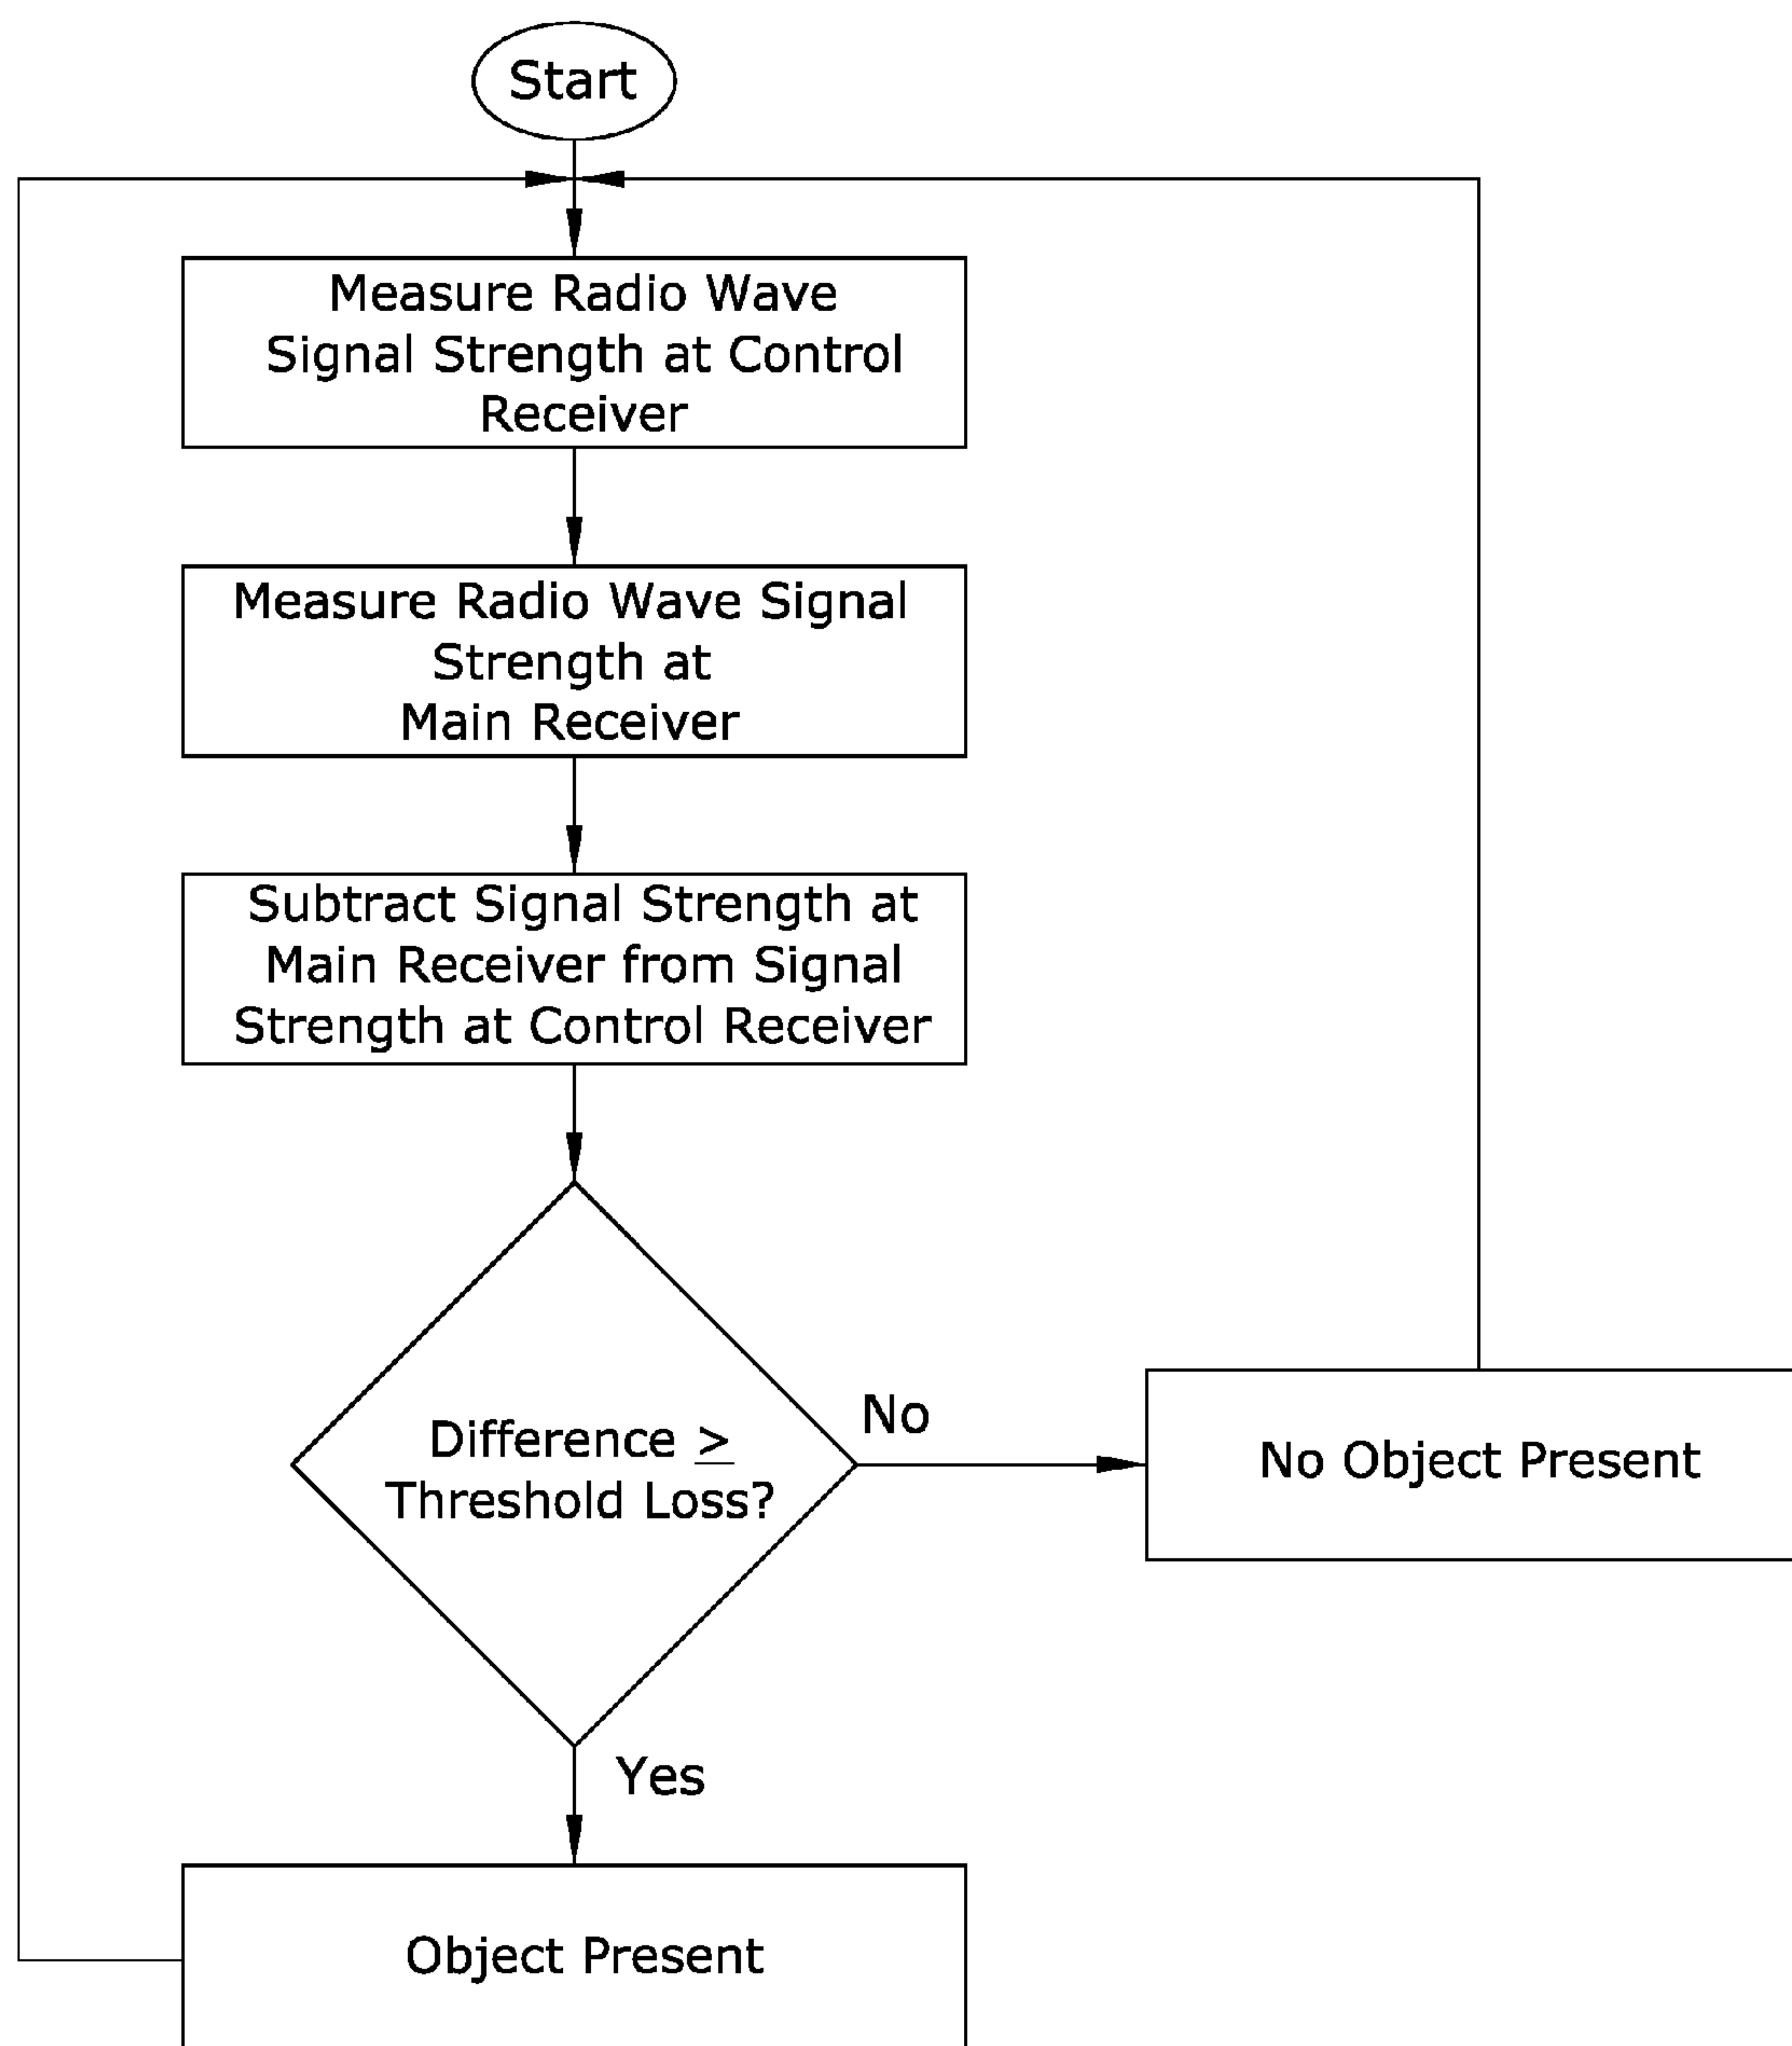 Start
Measure Radio Wave
Signal Strength at Control
Receiver
Measure Radio Wave Signal
Strength at
Main Receiver
Subtract Signal Strength at
Main Receiver from Signal
Strength at Control Receiver
Difference ≥
Threshold Loss?
No
No Object Present
Yes
Object Present